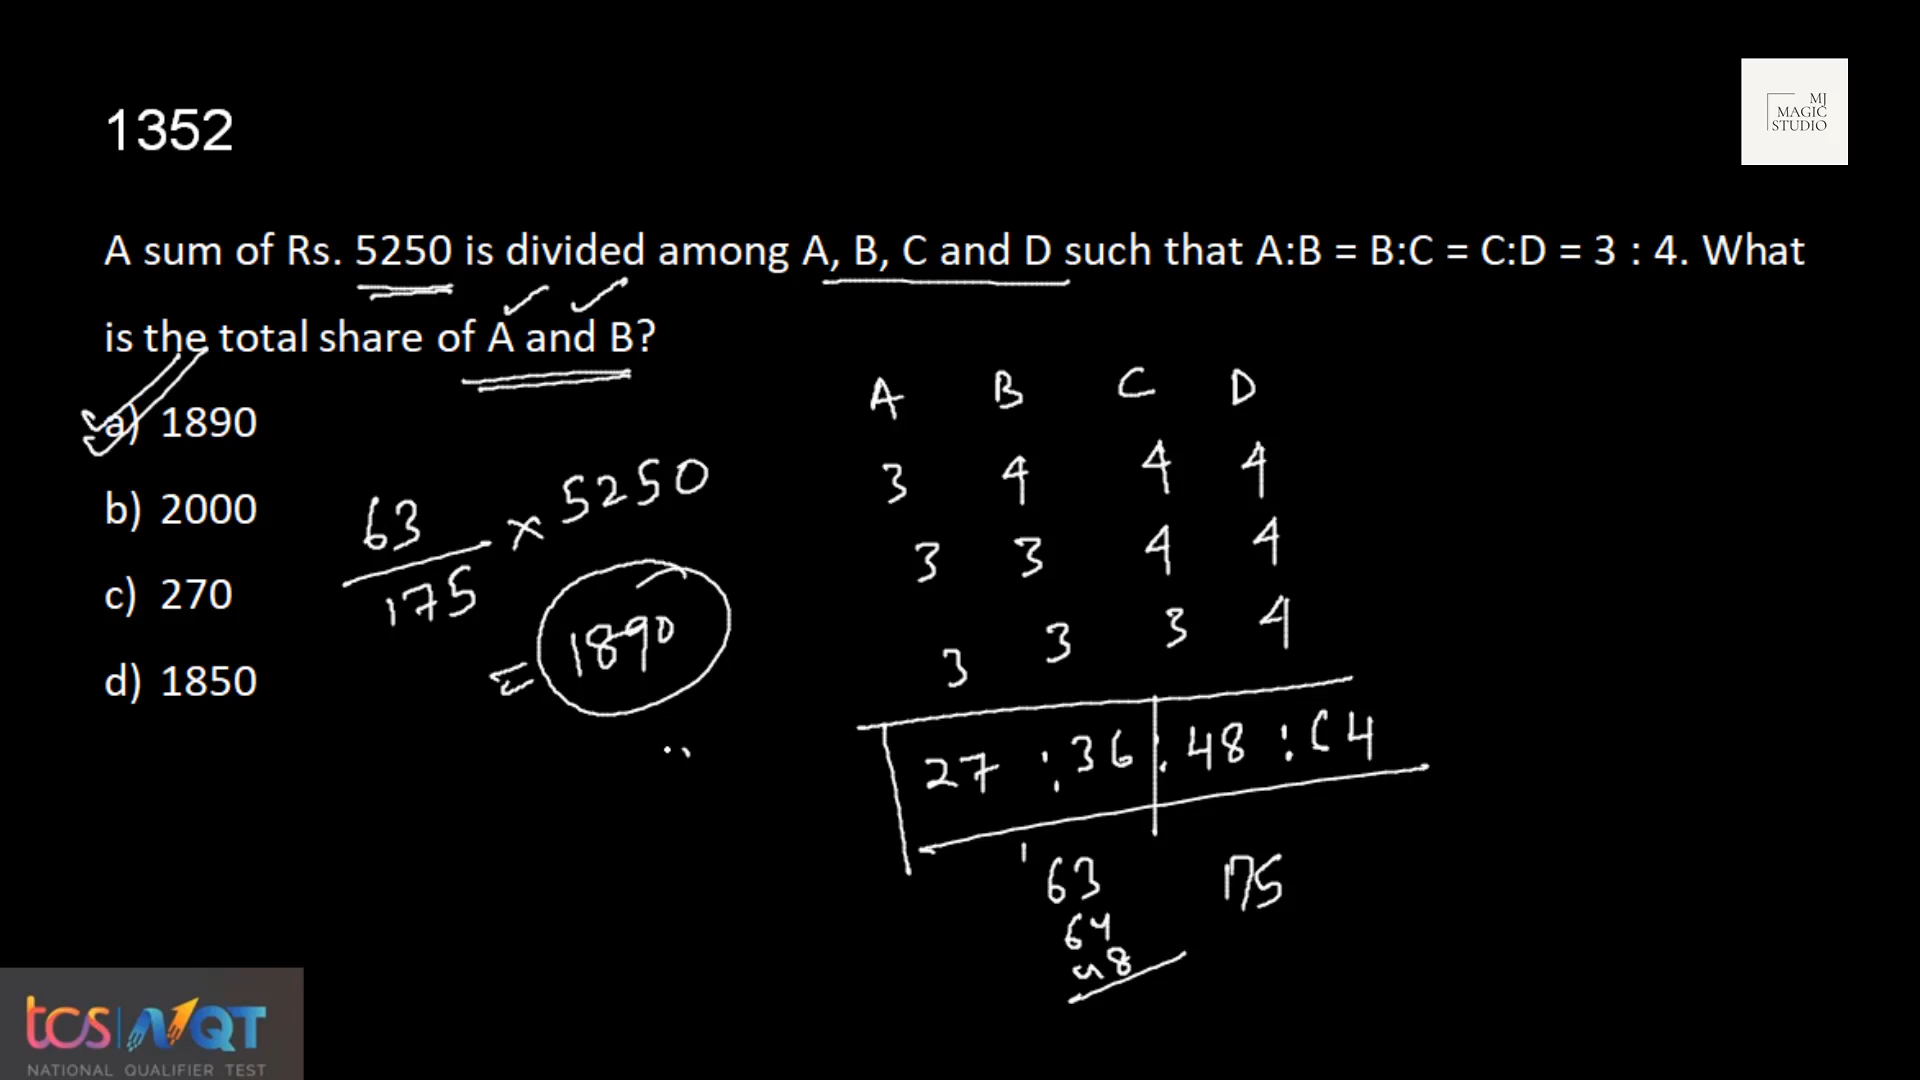 MJ
MAGIC
STUDIO
1352
A sum of Rs. 5250 is divided among A, B, C and D such that A:B = B:C = C:D = 3 : 4. What
is the total share of A and B?
a) 1890
b) 2000
c) 270
d) 1850
63
175
× 5250
= 1890
A B C D
3 4 4 4
3 3 4 4
3 3 3 4
27 : 36 : 48 : 64
63 175
64
48
tcs NQT
NATIONAL QUALIFIER TEST